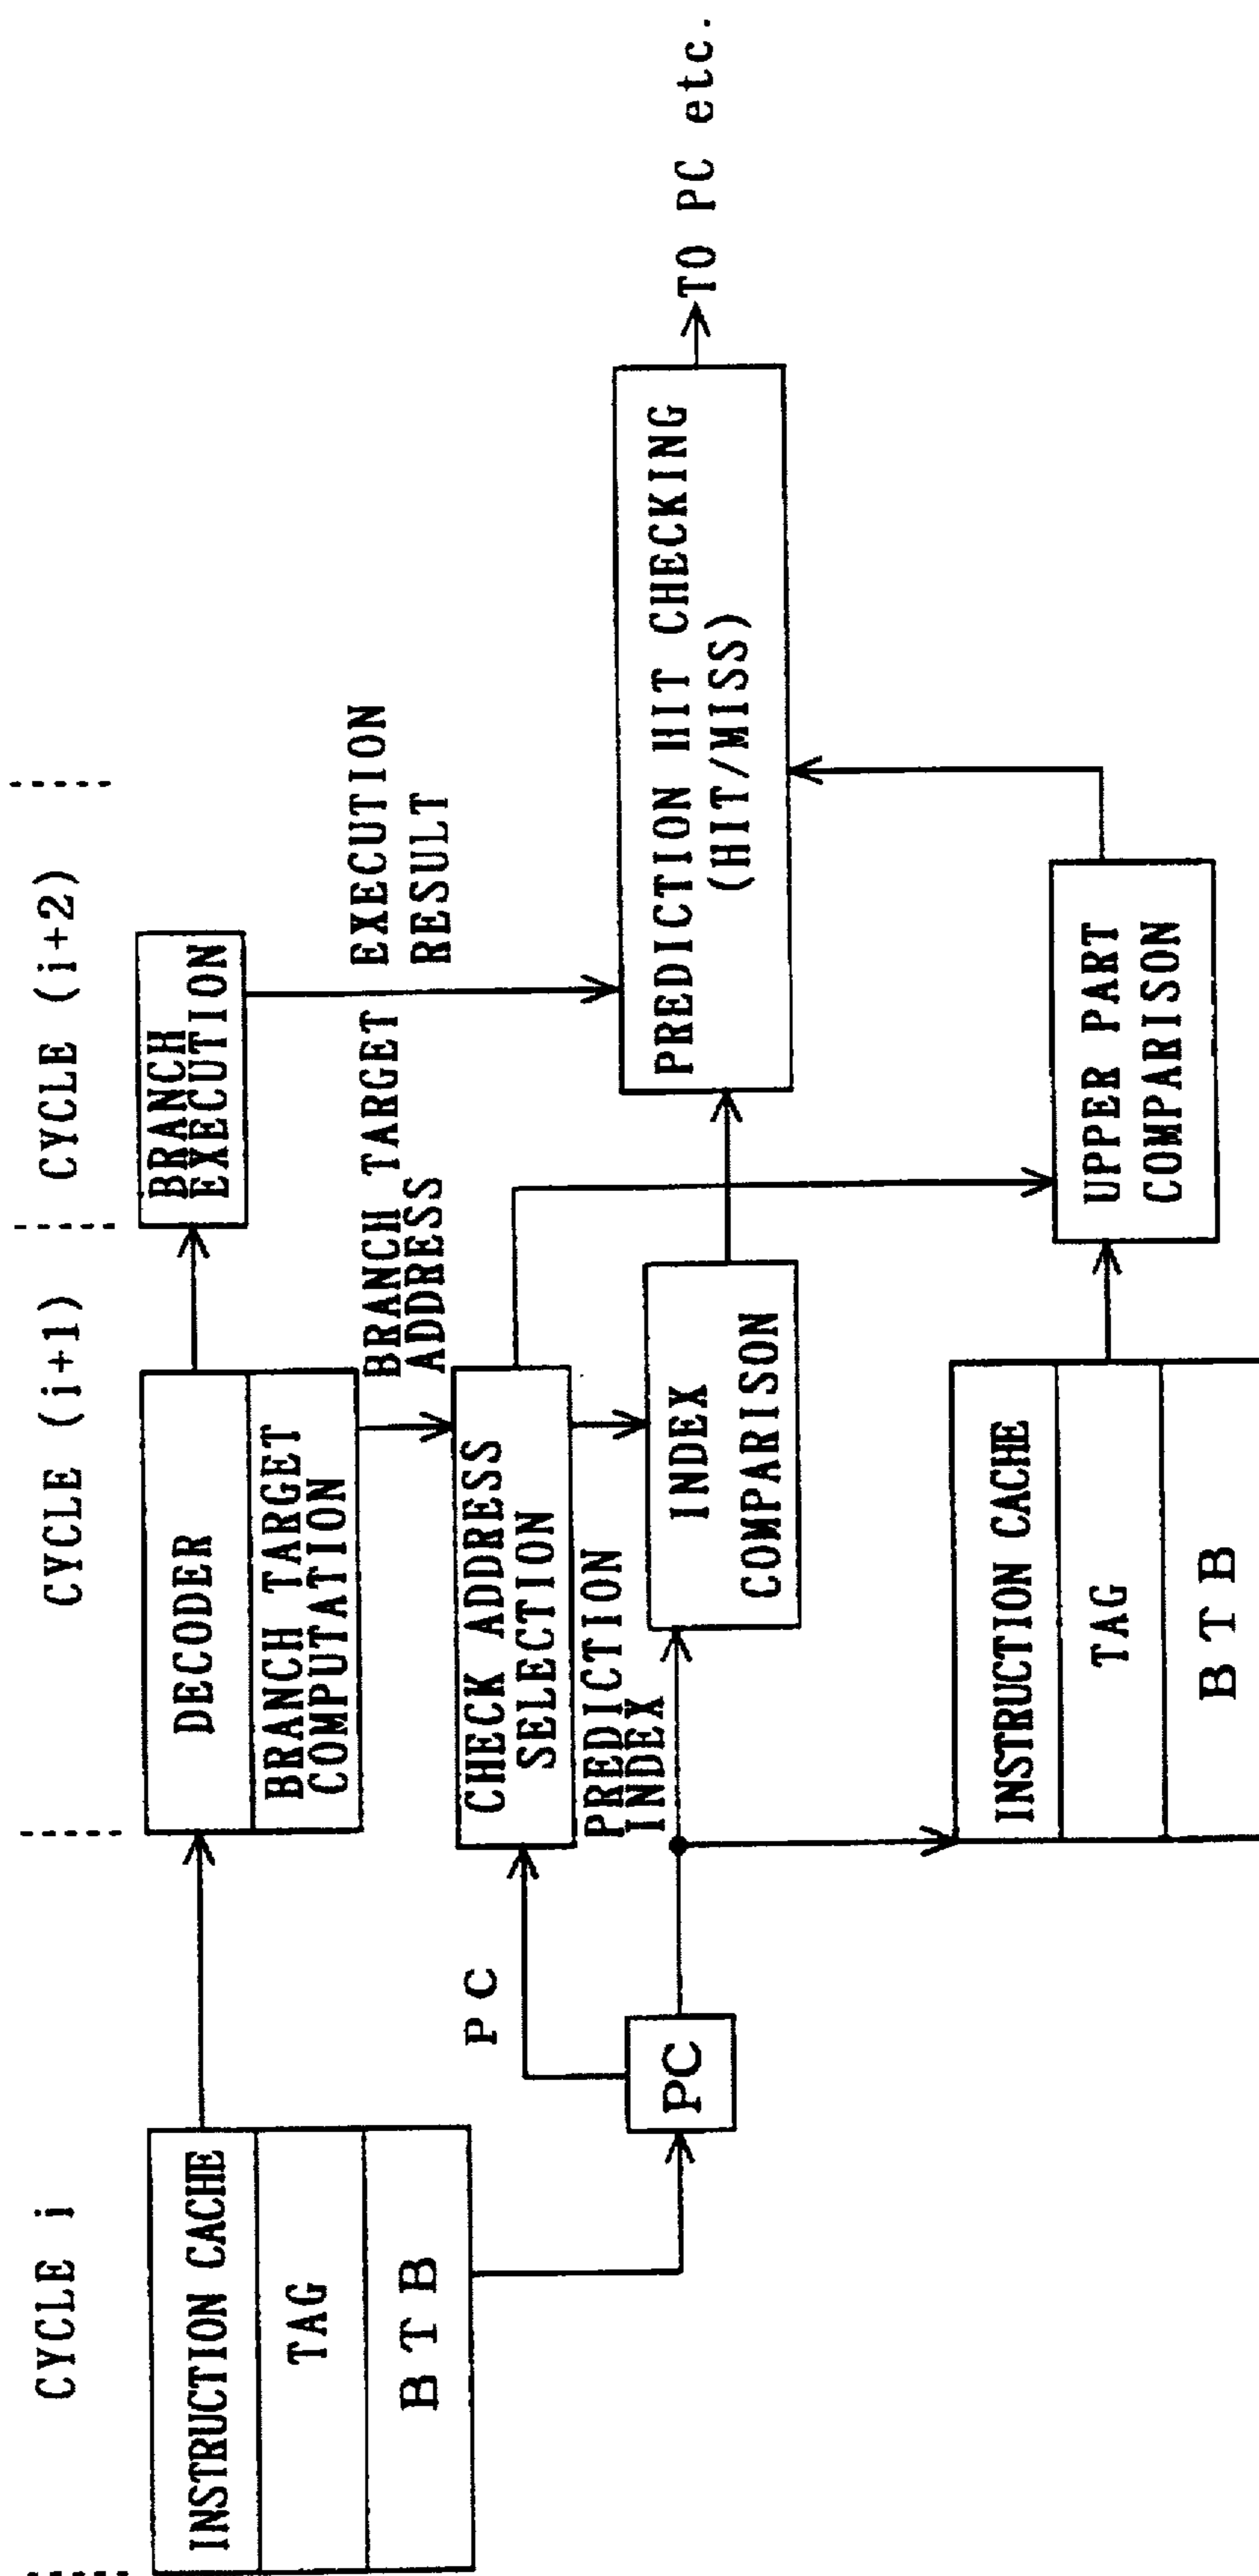 CYCLE i
CYCLE (i+1)
CYCLE (i+2)
INSTRUCTION CACHE
TAG
B T B
DECODER
BRANCH TARGET
COMPUTATION
BRANCH
EXECUTION
BRANCH TARGET
ADDRESS
EXECUTION
RESULT
P C
CHECK ADDRESS
SELECTION
PC
PREDICTION
INDEX
INDEX
COMPARISON
PREDICTION HIT CHECKING
(HIT/MISS)
TO PC etc.
INSTRUCTION CACHE
TAG
B T B
UPPER PART
COMPARISON